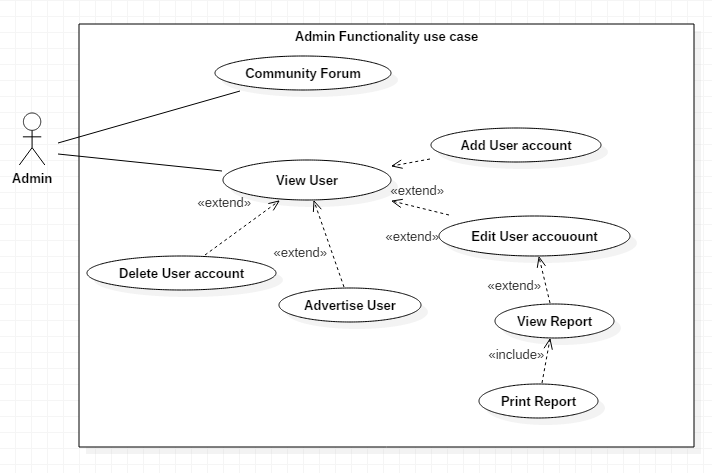 Admin Functionality use case
Community Forum
Admin
Add User account
View User
«extend»
«extend»
Edit User accouount
«extend»
«extend»
Delete User account
«extend»
Advertise User
View Report
«include»
Print Report